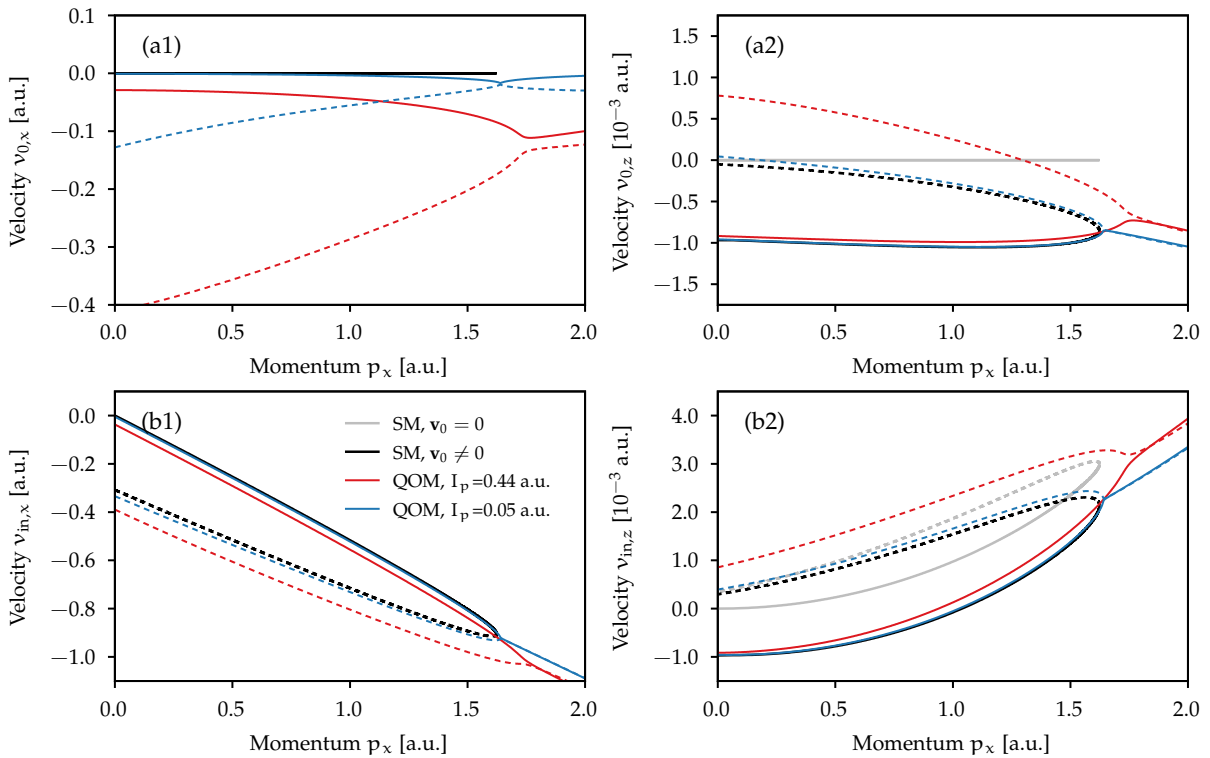 (a1)
0.1
0.0
−0.1
−0.2
−0.3
−0.4
Velocity v₀,ₓ [a.u.]
0.0 0.5 1.0 1.5 2.0
Momentum pₓ [a.u.]
(a2)
1.5
1.0
0.5
0.0
−0.5
−1.0
−1.5
Velocity v₀,z [10⁻³ a.u.]
0.0 0.5 1.0 1.5 2.0
Momentum pₓ [a.u.]
(b1)
0.0
−0.2
−0.4
−0.6
−0.8
−1.0
Velocity v_in,x [a.u.]
SM, v₀ = 0
SM, v₀ ≠ 0
QOM, Iₚ=0.44 a.u.
QOM, Iₚ=0.05 a.u.
0.0 0.5 1.0 1.5 2.0
Momentum pₓ [a.u.]
(b2)
4.0
3.0
2.0
1.0
0.0
−1.0
Velocity v_in,z [10⁻³ a.u.]
0.0 0.5 1.0 1.5 2.0
Momentum pₓ [a.u.]